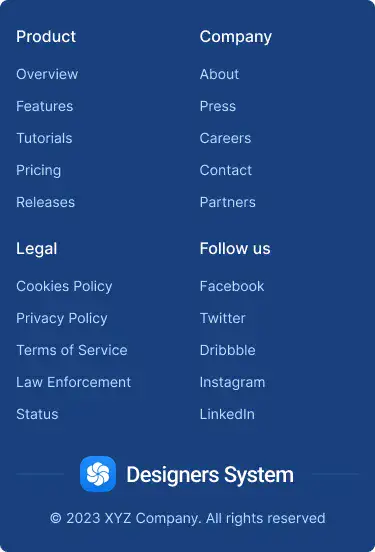 Product
Overview
Features
Tutorials
Pricing
Releases
Company
About
Press
Careers
Contact
Partners
Legal
Cookies Policy
Privacy Policy
Terms of Service
Law Enforcement
Status
Follow us
Facebook
Twitter
Dribbble
Instagram
LinkedIn
Designers System
© 2023 XYZ Company. All rights reserved